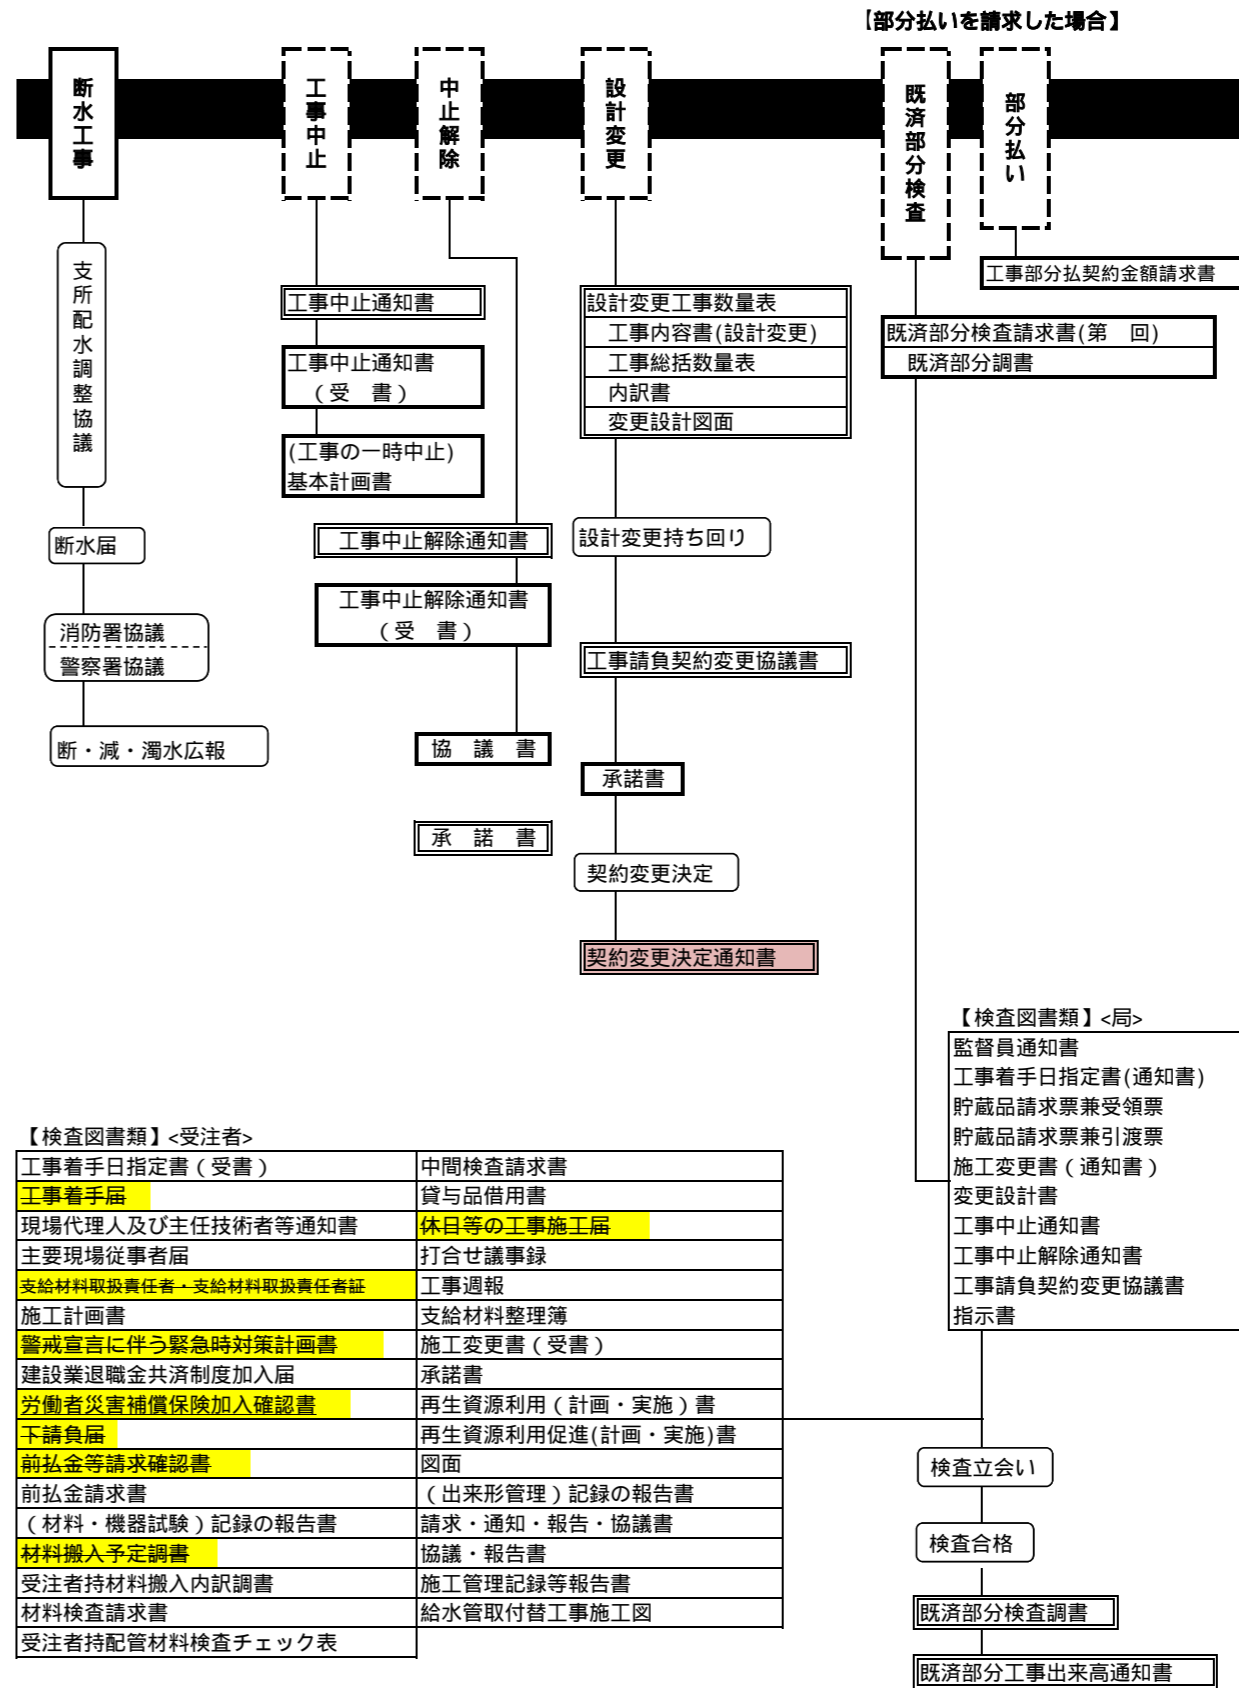 【部分払いを請求した場合】
断水工事
工事中止
中止解除
設計変更
既済部分検査
部分払い
支所配水調整協議
断水届
消防署協議
警察署協議
断・減・濁水広報
工事中止通知書
工事中止通知書
（受　書）
(工事の一時中止)
基本計画書
工事中止解除通知書
工事中止解除通知書
（受　書）
協　議　書
承　諾　書
設計変更工事数量表
工事内容書(設計変更)
工事総括数量表
内訳書
変更設計図面
設計変更持ち回り
工事請負契約変更協議書
承諾書
契約変更決定
契約変更決定通知書
工事部分払契約金額請求書
既済部分検査請求書(第　回)
既済部分調書
【検査図書類】<局>
監督員通知書
工事着手日指定書(通知書)
貯蔵品請求票兼受領票
貯蔵品請求票兼引渡票
施工変更書（通知書）
変更設計書
工事中止通知書
工事中止解除通知書
工事請負契約変更協議書
指示書
【検査図書類】<受注者>
工事着手日指定書（受書）
工事着手届
現場代理人及び主任技術者等通知書
主要現場従事者届
支給材料取扱責任者・支給材料取扱責任者証
施工計画書
警戒宣言に伴う緊急時対策計画書
建設業退職金共済制度加入届
労働者災害補償保険加入確認書
下請負届
前払金等請求確認書
前払金請求書
（材料・機器試験）記録の報告書
材料搬入予定調書
受注者持材料搬入内訳調書
材料検査請求書
受注者持配管材料検査チェック表
中間検査請求書
貸与品借用書
休日等の工事施工届
打合せ議事録
工事週報
支給材料整理簿
施工変更書（受書）
承諾書
再生資源利用（計画・実施）書
再生資源利用促進(計画・実施)書
図面
（出来形管理）記録の報告書
請求・通知・報告・協議書
協議・報告書
施工管理記録等報告書
給水管取付替工事施工図
検査立会い
検査合格
既済部分検査調書
既済部分工事出来高通知書